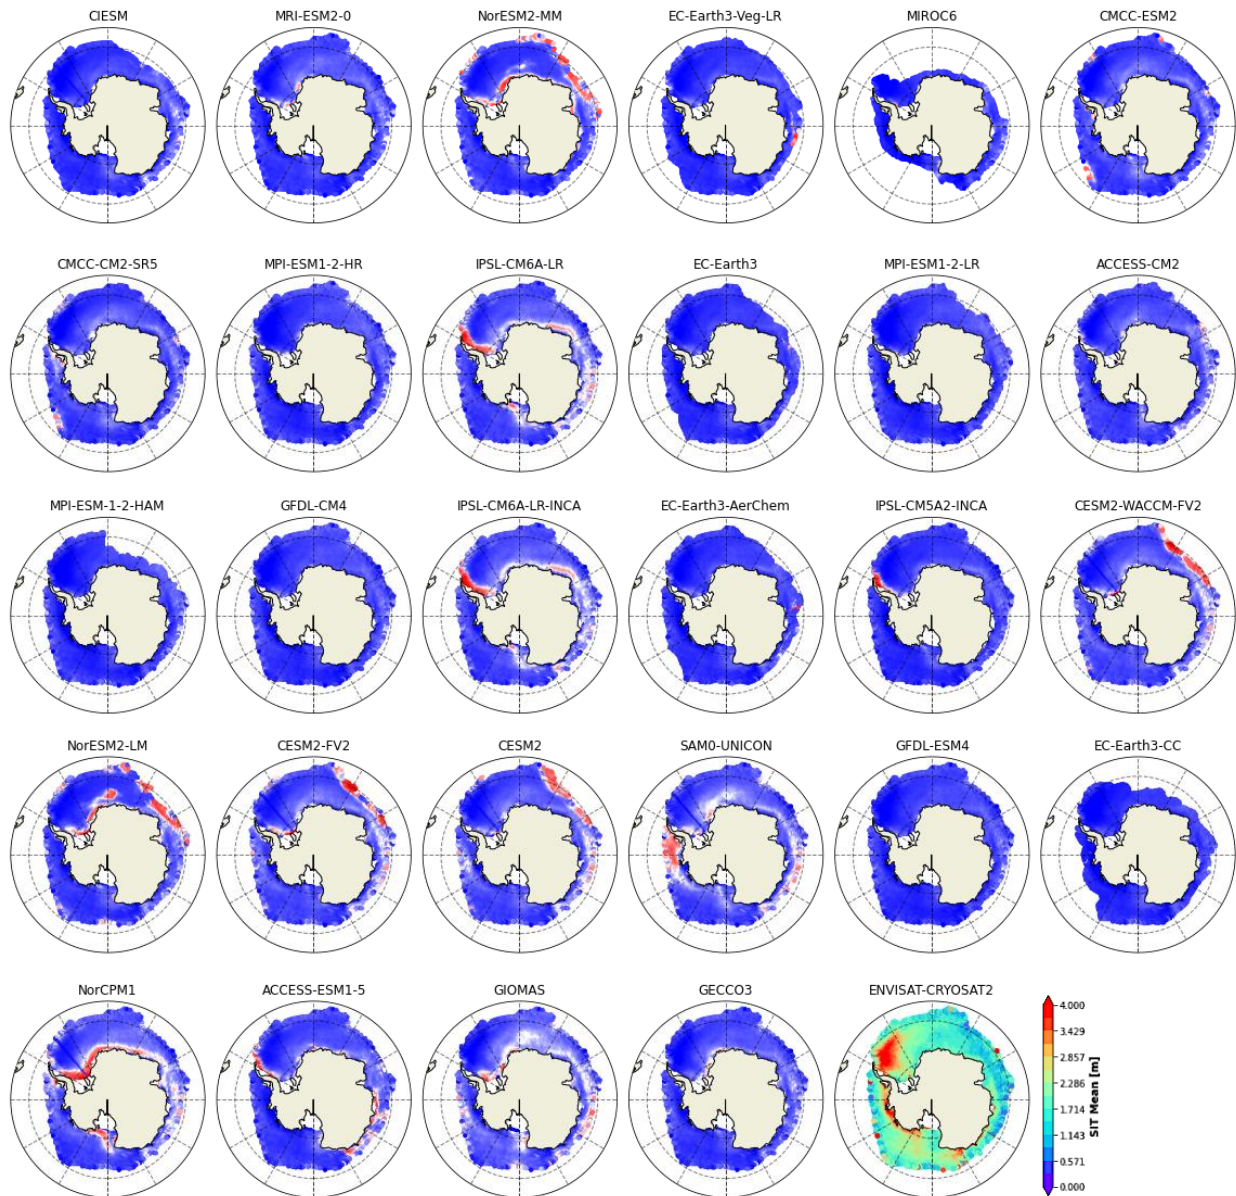 CIESM
MRI-ESM2-0
NorESM2-MM
EC-Earth3-Veg-LR
MIROC6
CMCC-ESM2
CMCC-CM2-SR5
MPI-ESM1-2-HR
IPSL-CM6A-LR
EC-Earth3
MPI-ESM1-2-LR
ACCESS-CM2
MPI-ESM-1-2-HAM
GFDL-CM4
IPSL-CM6A-LR-INCA
EC-Earth3-AerChem
IPSL-CM5A2-INCA
CESM2-WACCM-FV2
NorESM2-LM
CESM2-FV2
CESM2
SAM0-UNICON
GFDL-ESM4
EC-Earth3-CC
NorCPM1
ACCESS-ESM1-5
GIOMAS
GECCO3
ENVISAT-CRYOSAT2
4.000
3.429
2.857
2.286
1.714
1.143
0.571
0.000
SIT Mean [m]